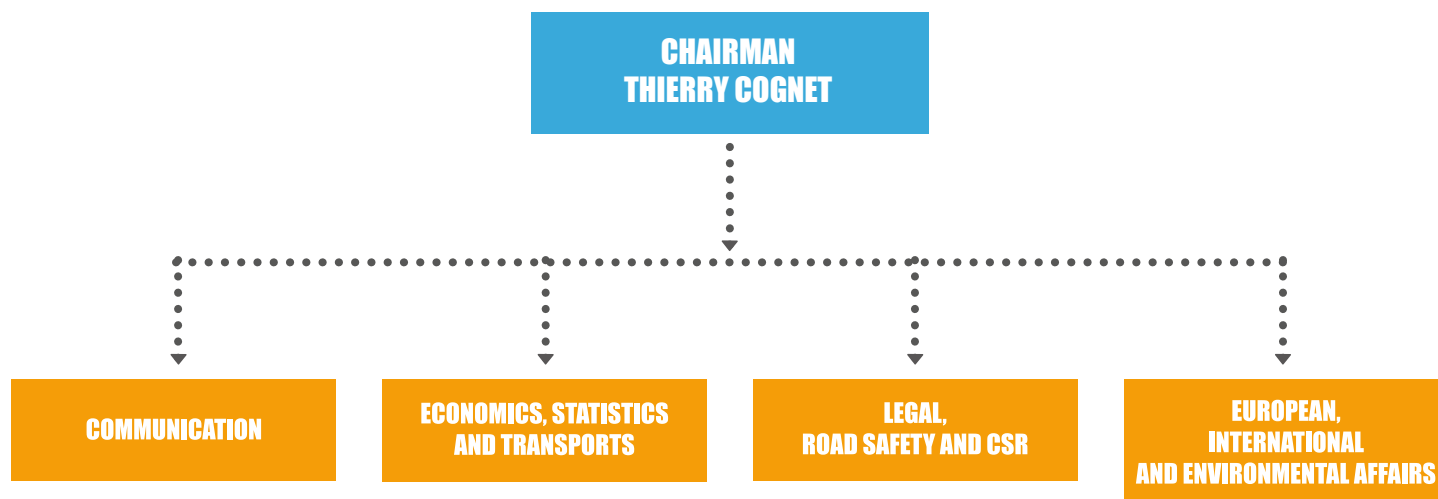 CHAIRMAN
THIERRY COGNET
COMMUNICATION
ECONOMICS, STATISTICS
AND TRANSPORTS
LEGAL,
ROAD SAFETY AND CSR
EUROPEAN,
INTERNATIONAL
AND ENVIRONMENTAL AFFAIRS